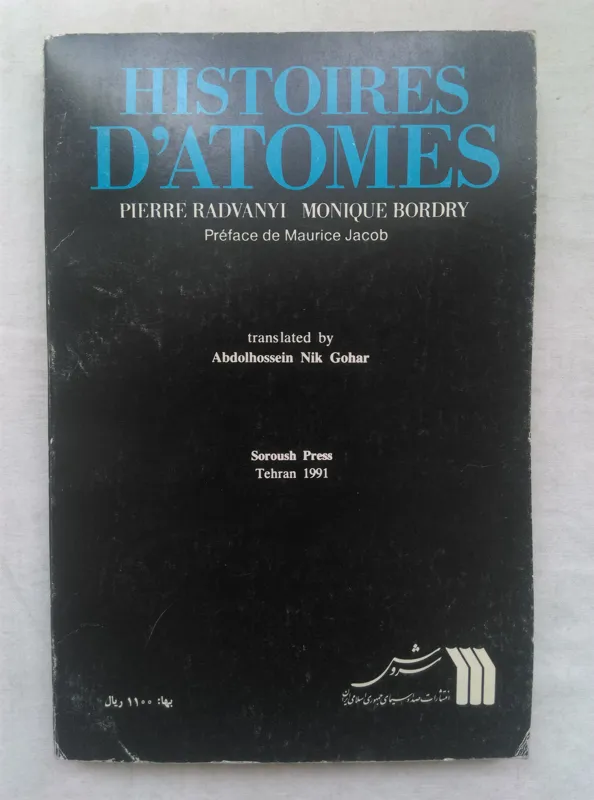 HISTOIRES
D'ATOMES
PIERRE RADVANYI MONIQUE BORDRY
Préface de Maurice Jacob
translated by
Abdolhossein Nik Gohar
Soroush Press
Tehran 1991
سروش
انتشارات صدا و سیمای جمهوری اسلامی ایران
بها: ۱۱۰۰ ریال